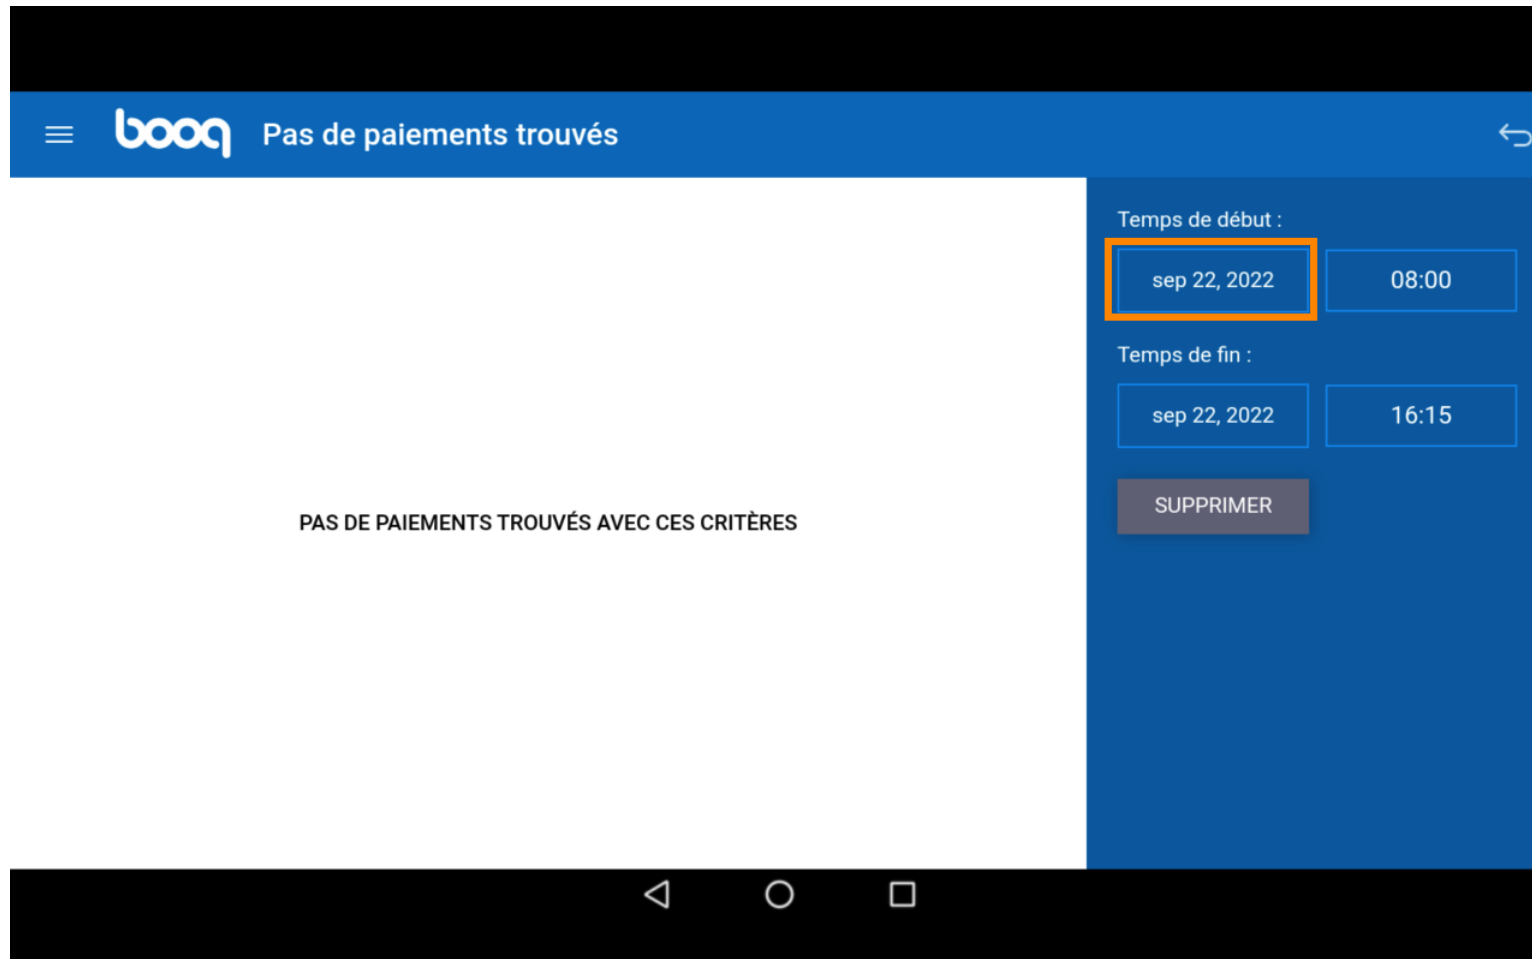 booq Pas de paiements trouvés
Temps de début :
sep 22, 2022 08:00
Temps de fin :
sep 22, 2022 16:15
SUPPRIMER
PAS DE PAIEMENTS TROUVÉS AVEC CES CRITÈRES